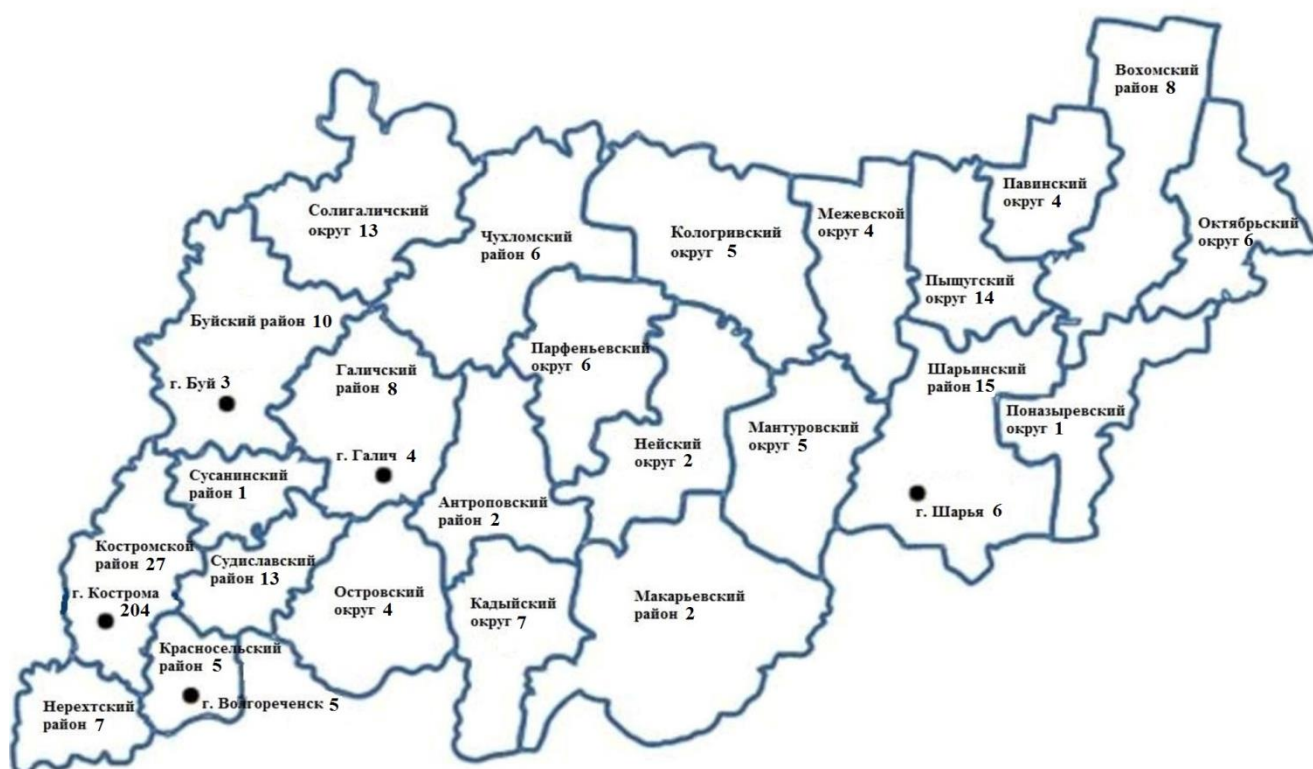 Вохомский
район 8
Павинский
округ 4
Солигаличский
округ 13
Чухломский
район 6
Кологривский
округ 5
Межевской
округ 4
Октябрьский
округ 6
Пыщугский
округ 14
Буйский район 10
г. Буй 3
Галичский
район 8
Парфеньевский
округ 6
Шарьинский
район 15
Поназыревский
округ 1
Мантуровский
округ 5
Нейский
округ 2
г. Галич 4
Сусанинский
район 1
Антроповский
район 2
г. Шарья 6
Костромской
район 27
Судиславский
район 13
г. Кострома
204
Островский
округ 4
Кадыйский
округ 7
Макарьевский
район 2
Красносельский
район 5
г. Волгореченск 5
Нерехтский
район 7